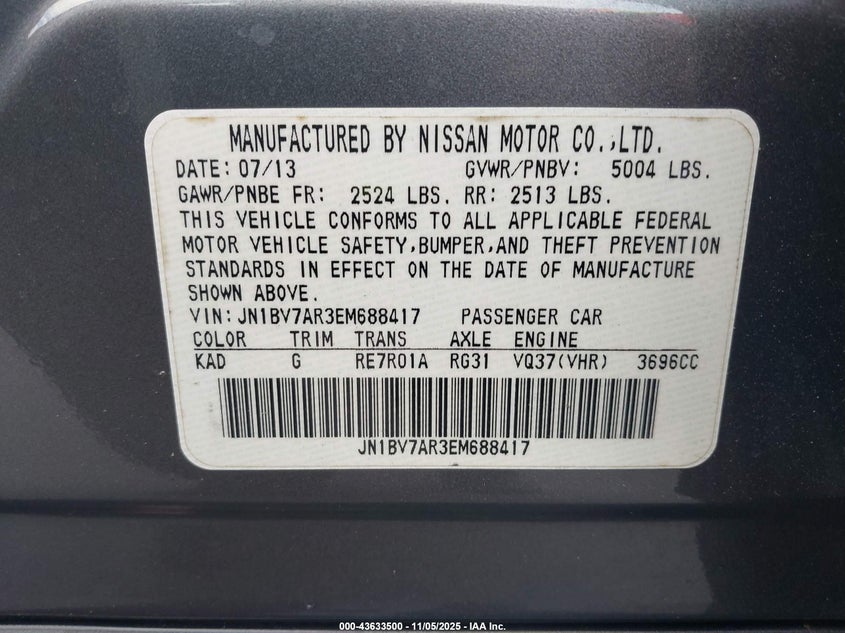 MANUFACTURED BY NISSAN MOTOR CO.,LTD.
DATE: 07/13 GVWR/PNBV: 5004 LBS.
GAWR/PNBE FR: 2524 LBS. RR: 2513 LBS.
THIS VEHICLE CONFORMS TO ALL APPLICABLE FEDERAL
MOTOR VEHICLE SAFETY,BUMPER,AND THEFT PREVENTION
STANDARDS IN EFFECT ON THE DATE OF MANUFACTURE
SHOWN ABOVE.
VIN: JN1BV7AR3EM688417 PASSENGER CAR
COLOR TRIM TRANS AXLE ENGINE
KAD G RE7R01A RG31 VQ37(VHR) 3696CC
JN1BV7AR3EM688417
000-43633500 - 11/05/2025 - IAA Inc.